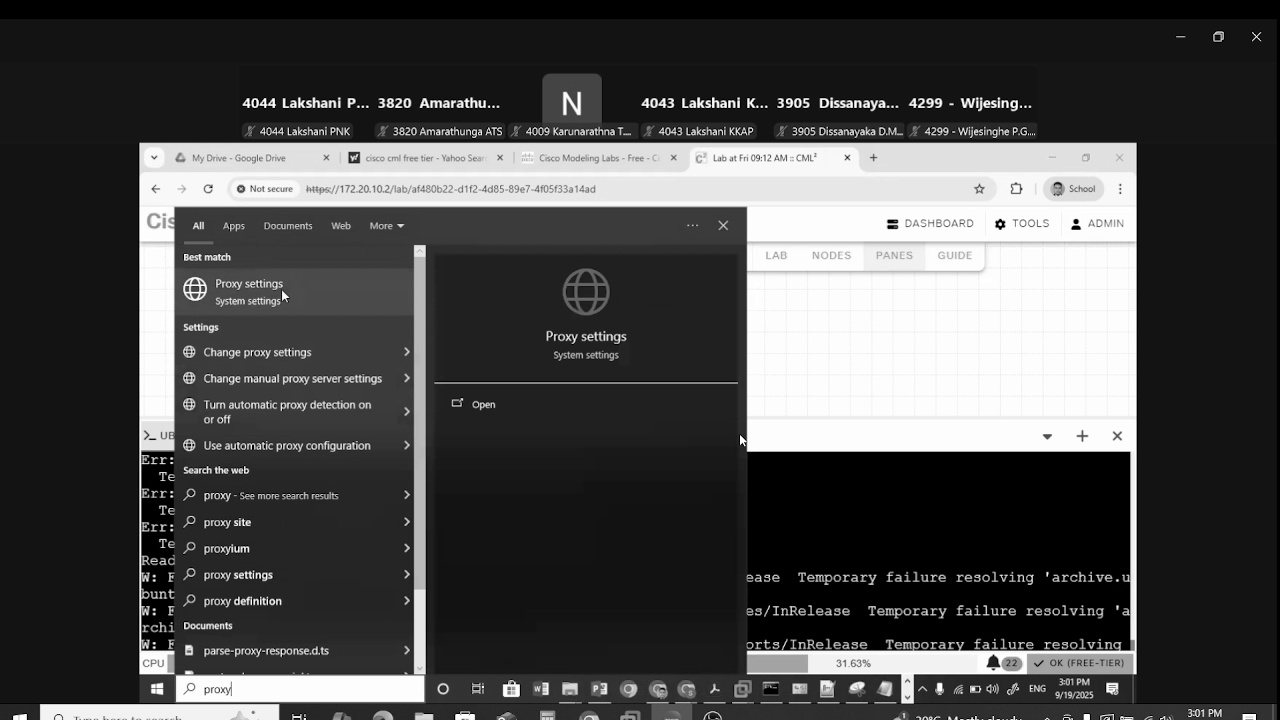 4044 Lakshani P... 3820 Amarathu... N 4043 Lakshani K... 3905 Dissanaya... 4299 - Wijesing...
4044 Lakshani PNK 3820 Amarathunga ATS 4009 Karunarathna T... 4043 Lakshani KKAP 3905 Dissanayaka D.M... 4299 - Wijesinghe P.G....
My Drive - Google Drive cisco cml free tier - Yahoo Sear Cisco Modeling Labs - Free - C Lab at Fri 09:12 AM :: CML²
Not secure https://172.20.10.2/lab/af480b22-d1f2-4d85-89e7-4f05f33a14ad School
Cis All Apps Documents Web More ... DASHBOARD TOOLS ADMIN
LAB NODES PANES GUIDE
Best match
Proxy settings
System settings
Settings
Proxy settings
System settings
Change proxy settings
Change manual proxy server settings
Open
Turn automatic proxy detection on
or off
Use automatic proxy configuration
UB
Search the web
proxy - See more search results
proxy site
proxyium
proxy settings
proxy definition
Documents
parse-proxy-response.d.ts
Err:
Te
Err:
Te
Err:
Te
Read
W: F ease Temporary failure resolving 'archive.u
bunt
W: F es/InRelease Temporary failure resolving 'a
rchi
W: F orts/InRelease Temporary failure resolving
CPU 31.63% 22 OK (FREE-TIER)
proxy ENG 3:01 PM
9/19/2025
Type here to search Mostly cloudy 3:01 PM